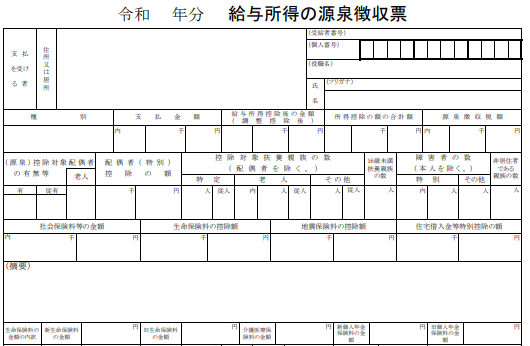 令和　年分　給与所得の源泉徴収票
支払
を受け
る者
住所又は居所
(受給者番号)
(個人番号)
(役職名)
氏名
(フリガナ)
種別
支払金額
給与所得控除後の金額
(調整控除後)
所得控除の額の合計額
源泉徴収税額
内 千 円 千 円 千 円 内 千 円
(源泉)控除対象配偶者
の有無等
老人
配偶者(特別)
控除の額
控除対象扶養親族の数
(配偶者を除く。)
16歳未満
扶養親族
の数
障害者の数
(本人を除く。)
非居住者
である
親族の数
特定 老人 その他
特別 その他
有 従有
千 円 人 従人 内 人 従人 人 従人 人 内 人 人 人
社会保険料等の金額
生命保険料の控除額
地震保険料の控除額
住宅借入金等特別控除の額
内 千 円 千 円 千 円 千 円
(摘要)
生命保険料の
金額の内訳
新生命保険料
の金額
円
旧生命保険料
の金額
円
介護医療保
険料の金額
円
新個人年金
保険料の金
額
円
旧個人年金
保険料の金
額
円